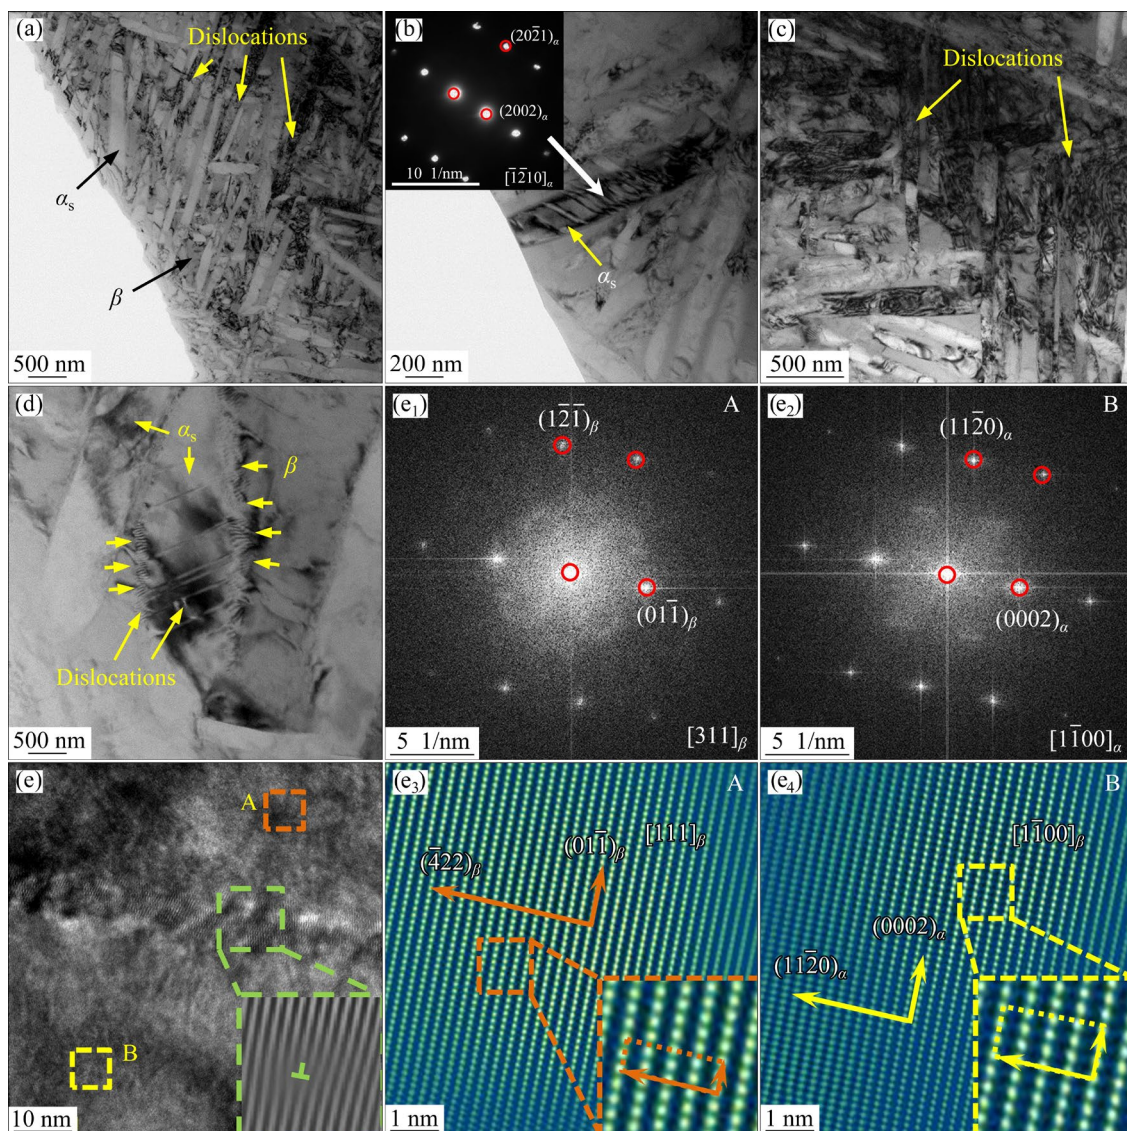 (a)
Dislocations
αs
β
500 nm
(b)
(202̄1)α
(2002)α
10 1/nm
[1̄2̄10]α
αs
200 nm
(c)
Dislocations
500 nm
(d)
αs
β
Dislocations
500 nm
(e1)
A
(12̄1̄)β
(011̄)β
5 1/nm
[311]β
(e2)
B
(112̄0)α
(0002)α
5 1/nm
[11̄00]α
(e)
A
B
10 nm
(e3)
A
(011̄)β
[111]β
(4̄22)β
1 nm
(e4)
B
[11̄00]β
(0002)α
(112̄0)α
1 nm